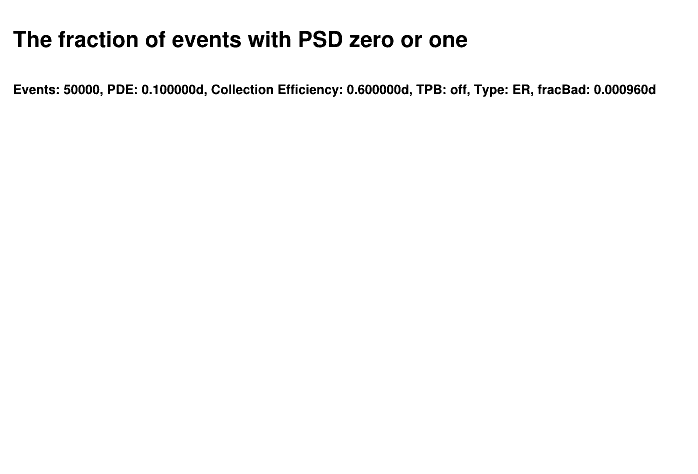 The fraction of events with PSD zero or one
Events: 50000, PDE: 0.100000d, Collection Efficiency: 0.600000d, TPB: off, Type: ER, fracBad: 0.000960d